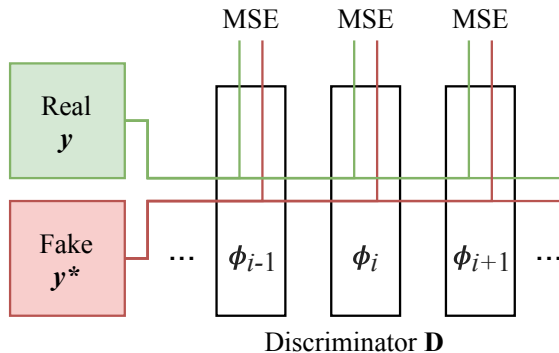 MSE MSE MSE
Real
y
Fake
y*
... ϕi-1 ϕi ϕi+1 ...
Discriminator D